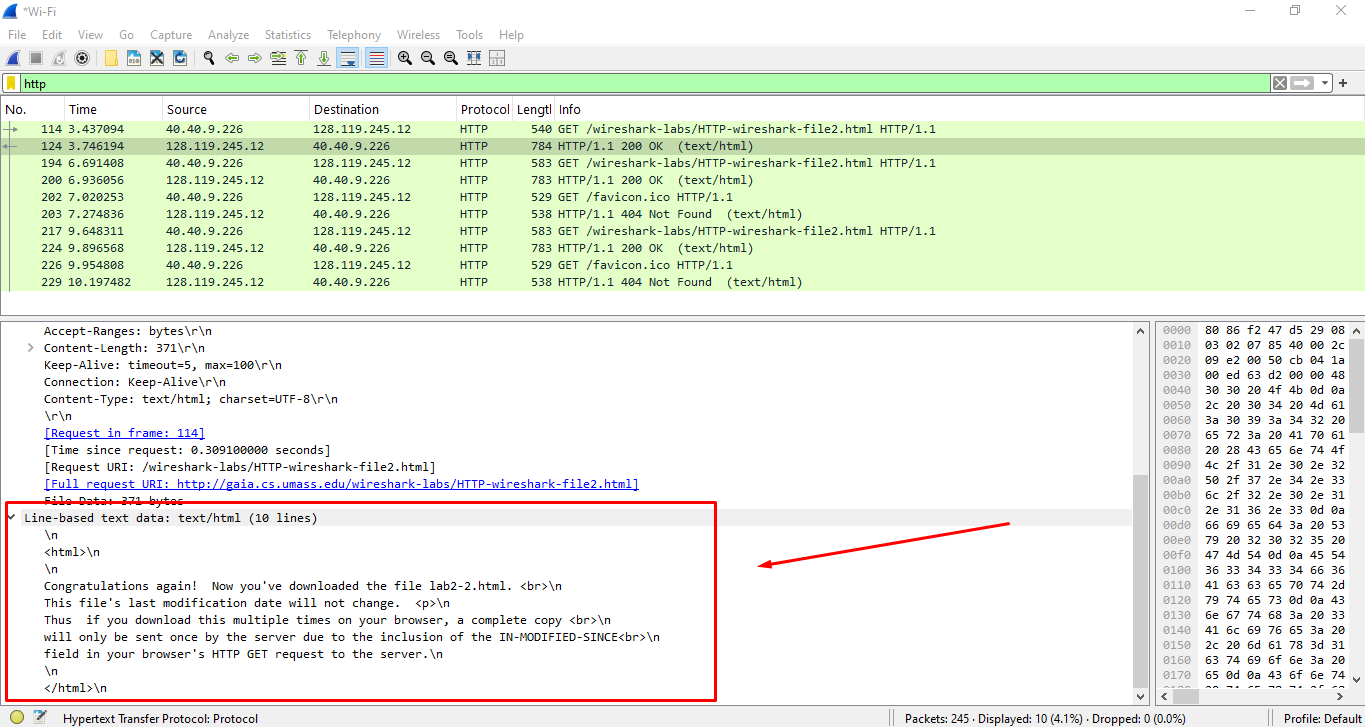 *Wi-Fi
File Edit View Go Capture Analyze Statistics Telephony Wireless Tools Help
http
No. Time Source Destination Protocol Lengtl Info
114 3.437094 40.40.9.226 128.119.245.12 HTTP 540 GET /wireshark-labs/HTTP-wireshark-file2.html HTTP/1.1
124 3.746194 128.119.245.12 40.40.9.226 HTTP 784 HTTP/1.1 200 OK (text/html)
194 6.691408 40.40.9.226 128.119.245.12 HTTP 583 GET /wireshark-labs/HTTP-wireshark-file2.html HTTP/1.1
200 6.936056 128.119.245.12 40.40.9.226 HTTP 783 HTTP/1.1 200 OK (text/html)
202 7.020253 40.40.9.226 128.119.245.12 HTTP 529 GET /favicon.ico HTTP/1.1
203 7.274836 128.119.245.12 40.40.9.226 HTTP 538 HTTP/1.1 404 Not Found (text/html)
217 9.648311 40.40.9.226 128.119.245.12 HTTP 583 GET /wireshark-labs/HTTP-wireshark-file2.html HTTP/1.1
224 9.896568 128.119.245.12 40.40.9.226 HTTP 783 HTTP/1.1 200 OK (text/html)
226 9.954808 40.40.9.226 128.119.245.12 HTTP 529 GET /favicon.ico HTTP/1.1
229 10.197482 128.119.245.12 40.40.9.226 HTTP 538 HTTP/1.1 404 Not Found (text/html)
Accept-Ranges: bytes\r\n
Content-Length: 371\r\n
Keep-Alive: timeout=5, max=100\r\n
Connection: Keep-Alive\r\n
Content-Type: text/html; charset=UTF-8\r\n
\r\n
[Request in frame: 114]
[Time since request: 0.309100000 seconds]
[Request URI: /wireshark-labs/HTTP-wireshark-file2.html]
[Full request URI: http://gaia.cs.umass.edu/wireshark-labs/HTTP-wireshark-file2.html]
File Data: 371 bytes
Line-based text data: text/html (10 lines)
\n
<html>\n
\n
Congratulations again!  Now you've downloaded the file lab2-2.html. <br>\n
This file's last modification date will not change.  <p>\n
Thus  if you download this multiple times on your browser, a complete copy <br>\n
will only be sent once by the server due to the inclusion of the IN-MODIFIED-SINCE<br>\n
field in your browser's HTTP GET request to the server.\n
\n
</html>\n
0000 80 86 f2 47 d5 29 08
0010 03 02 07 85 40 00 2c
0020 09 e2 00 50 cb 04 1a
0030 00 ed 63 d2 00 00 48
0040 30 30 20 4f 4b 0d 0a
0050 2c 20 30 34 20 4d 61
0060 3a 30 39 3a 34 32 20
0070 65 72 3a 20 41 70 61
0080 20 28 43 65 6e 74 4f
0090 4c 2f 31 2e 30 2e 32
00a0 50 2f 37 2e 34 2e 33
00b0 6c 2f 32 2e 30 2e 31
00c0 2e 31 36 2e 33 0d 0a
00d0 66 69 65 64 3a 20 53
00e0 79 20 32 30 32 35 20
00f0 47 4d 54 0d 0a 45 54
0100 36 33 34 33 34 66 36
0110 41 63 63 65 70 74 2d
0120 79 74 65 73 0d 0a 43
0130 6e 67 74 68 3a 20 33
0140 41 6c 69 76 65 3a 20
0150 2c 20 6d 61 78 3d 31
0160 63 74 69 6f 6e 3a 20
0170 65 0d 0a 43 6f 6e 74
Hypertext Transfer Protocol: Protocol
Packets: 245 · Displayed: 10 (4.1%) · Dropped: 0 (0.0%)
Profile: Default